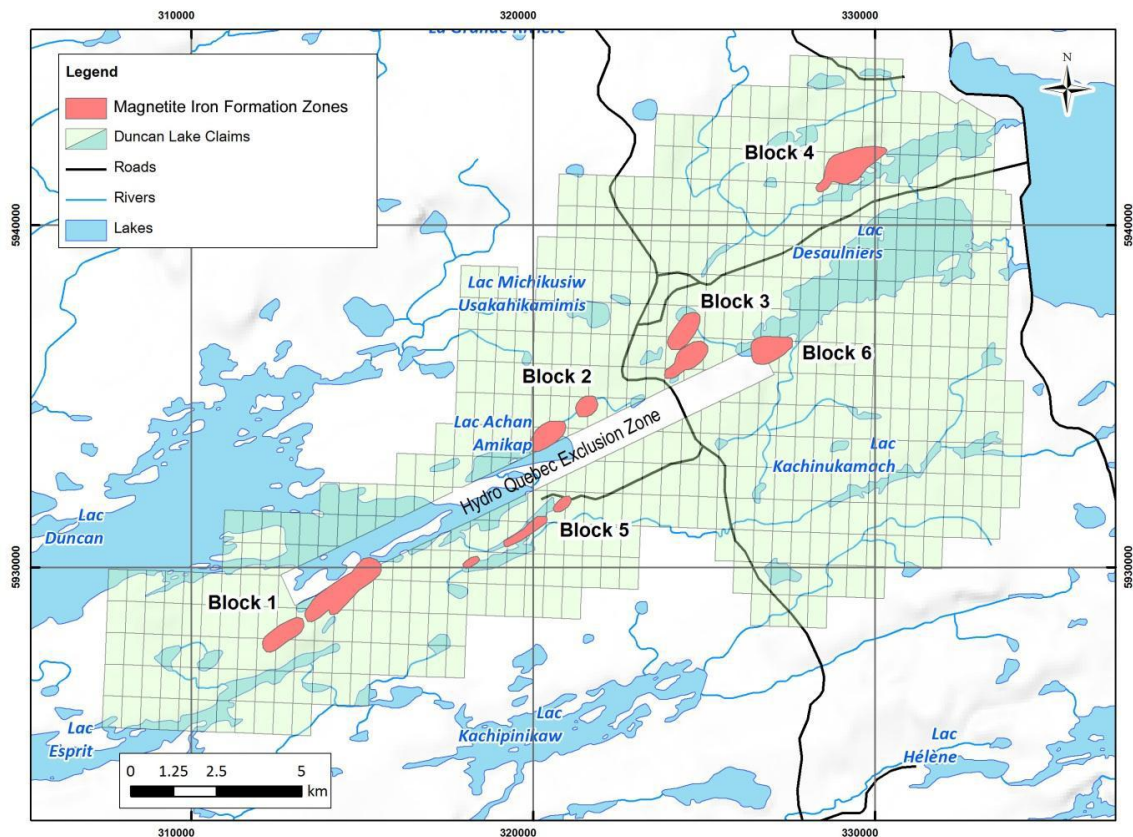 310000
320000
330000
La Grande Rivière
Legend
Magnetite Iron Formation Zones
Duncan Lake Claims
Roads
Rivers
Lakes
N
Block 4
5940000
5940000
Lac
Desaulniers
Lac Michikusiw
Usakahikamimis
Block 3
Block 6
Block 2
Lac Achan
Amikap
Hydro Quebec Exclusion Zone
Lac
Kachinukamach
Lac
Duncan
Block 5
5930000
5930000
Block 1
Lac
Esprit
Lac
Kachipinikaw
Lac
Hélène
0 1.25 2.5 5
km
310000
320000
330000